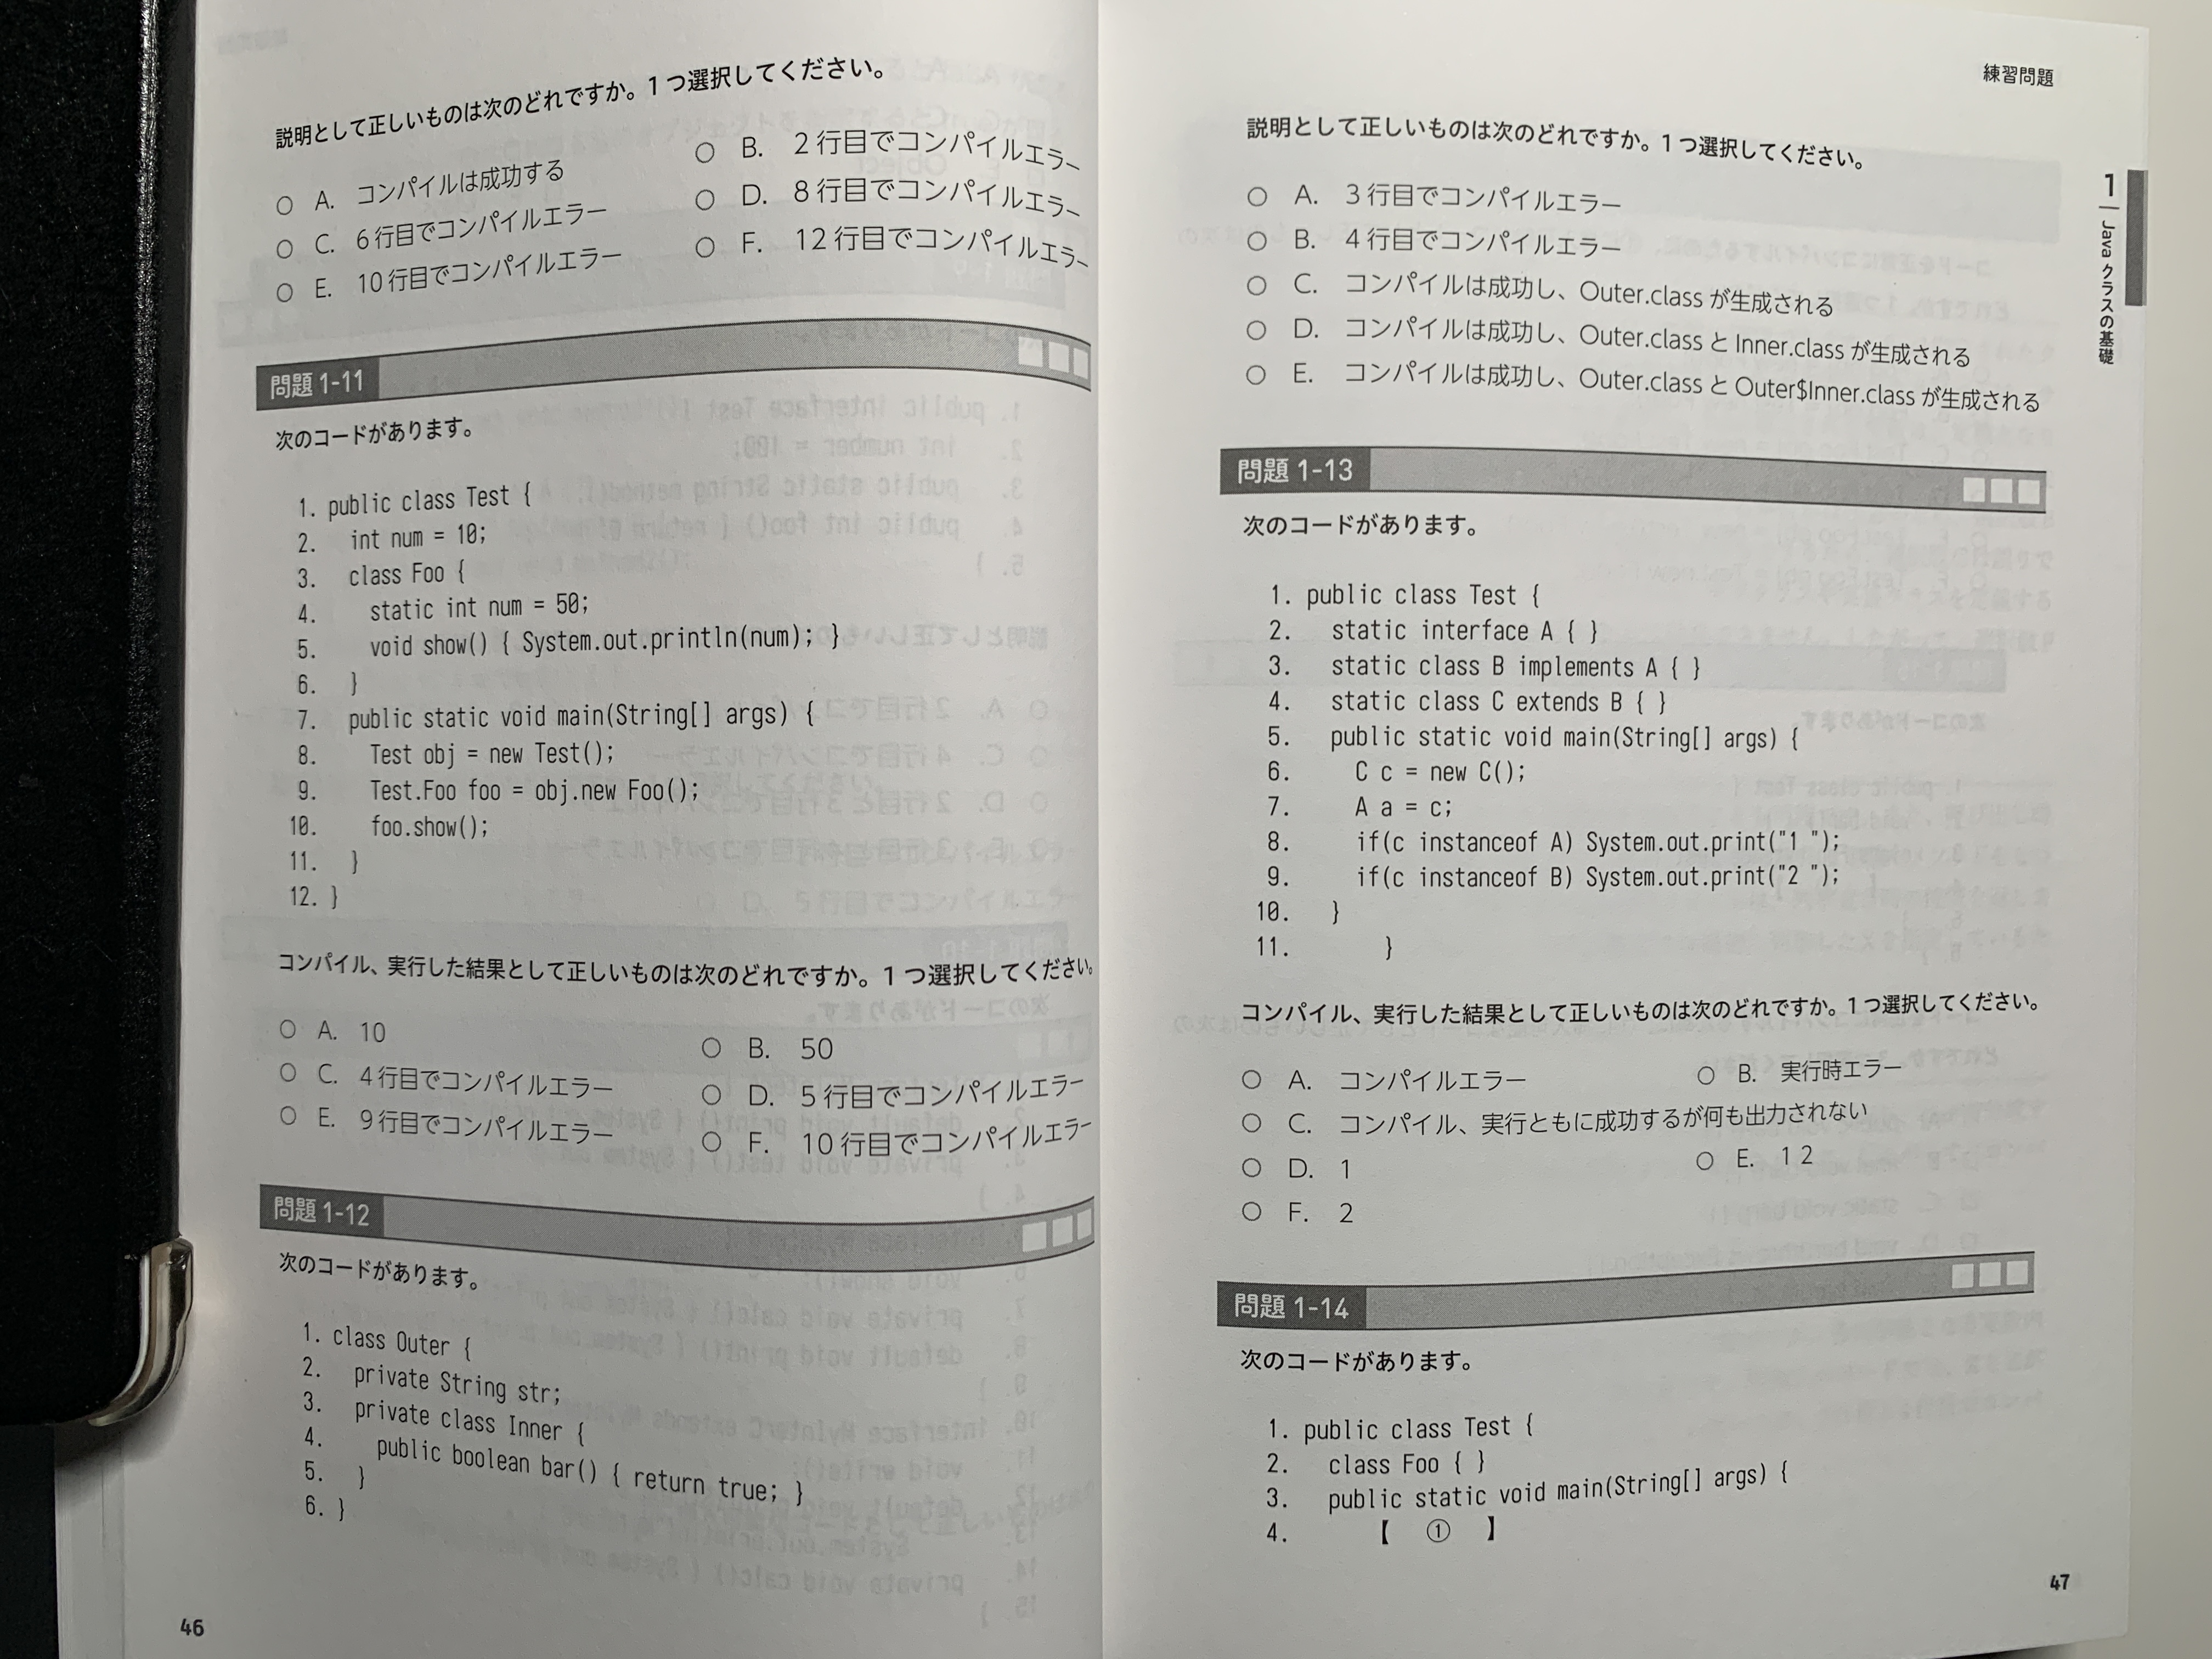 説明として正しいものは次のどれですか。1つ選択してください。
○ A. コンパイルは成功する
○ B. 2行目でコンパイルエラー
○ C. 6行目でコンパイルエラー
○ D. 8行目でコンパイルエラー
○ E. 10行目でコンパイルエラー
○ F. 12行目でコンパイルエラー
問題 1-11
次のコードがあります。
1. public class Test {
2. int num = 10;
3. class Foo {
4. static int num = 50;
5. void show() { System.out.println(num); }
6. }
7. public static void main(String[] args) {
8. Test obj = new Test();
9. Test.Foo foo = obj.new Foo();
10. foo.show();
11. }
12. }
コンパイル、実行した結果として正しいものは次のどれですか。1つ選択してください。
○ A. 10
○ B. 50
○ C. 4行目でコンパイルエラー
○ D. 5行目でコンパイルエラー
○ E. 9行目でコンパイルエラー
○ F. 10行目でコンパイルエラー
問題 1-12
次のコードがあります。
1. class Outer {
2. private String str;
3. private class Inner {
4. public boolean bar() { return true; }
5. }
6. }
46
練習問題
1 Java クラスの基礎
説明として正しいものは次のどれですか。1つ選択してください。
○ A. 3行目でコンパイルエラー
○ B. 4行目でコンパイルエラー
○ C. コンパイルは成功し、Outer.class が生成される
○ D. コンパイルは成功し、Outer.class と Inner.class が生成される
○ E. コンパイルは成功し、Outer.class と Outer$Inner.class が生成される
問題 1-13
次のコードがあります。
1. public class Test {
2. static interface A { }
3. static class B implements A { }
4. static class C extends B { }
5. public static void main(String[] args) {
6. C c = new C();
7. A a = c;
8. if(c instanceof A) System.out.print("1 ");
9. if(c instanceof B) System.out.print("2 ");
10. }
11. }
コンパイル、実行した結果として正しいものは次のどれですか。1つ選択してください。
○ A. コンパイルエラー
○ B. 実行時エラー
○ C. コンパイル、実行ともに成功するが何も出力されない
○ D. 1
○ E. 1 2
○ F. 2
問題 1-14
次のコードがあります。
1. public class Test {
2. class Foo { }
3. public static void main(String[] args) {
4. 【 ① 】
47